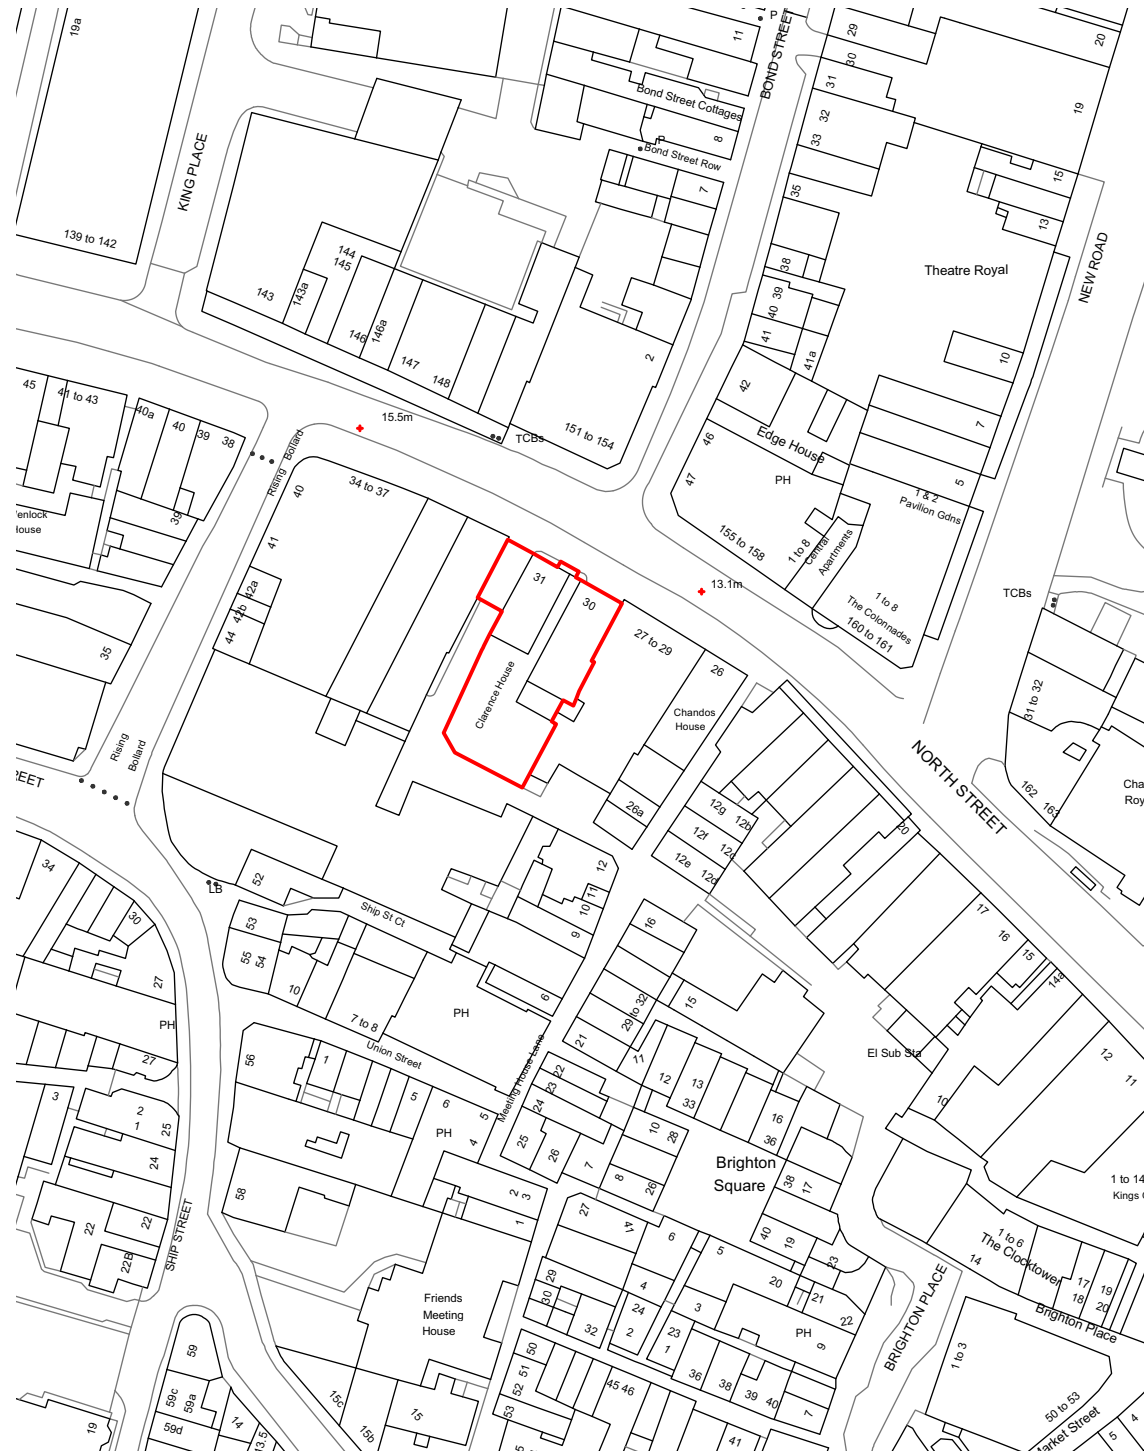 19a
P
11
BOND STREET
29
30
20
31
Bond Street Cottages
32
19
33
8
P
KING PLACE
Bond Street Row
7
15
35
13
139 to 142
144
145
38
Theatre Royal
NEW ROAD
143
143a
39
40
146
146a
41
41a
147
148
2
10
45
41 to 43
42
40a
40
39
38
15.5m
TCBs
151 to 154
46
Edge House
7
Rising
Bollard
34 to 37
40
47
PH
5
1 & 2
Pavilion Gdns
House
39
41
155 to 158
1 to 8
Central
Apartments
42a
42b
44
31
30
13.1m
1 to 8
The Colonnades
160 to 161
TCBs
35
27 to 29
26
Clarence House
Chandos
House
31 to 32
Rising
Bollard
NORTH STREET
162
163
Cha
Roy
26a
12g
12b
12f
12e
12d
20
34
52
LB
12
11
10
9
30
53
55
54
Ship St Ct
16
17
16
15
14a
27
10
7 to 8
PH
6
29 to 32
15
PH
27
56
1
Union Street
Meeting House Lane
21
El Sub Sta
12
11
3
2
1
25
5
6
5
PH
4
22
23
24
11
12
13
33
10
24
25
26
10
28
16
36
58
2
3
1
7
8
26
Brighton
Square
38
17
1 to 14
Kings
22
22
22B
SHIP STREET
27
47
6
5
40
19
23
1 to 6
The Clocktower
14
17
18
19
20
29
30
4
20
21
22
Friends
Meeting
House
32
24
2
3
23
1
PH
9
BRIGHTON PLACE
Brighton Place
59
50
51
52
53
45 46
36
38
39
40
7
1 to 3
59c
59a
59d
14
15c
15b
15
41
50 to 53
Market Street
4
5
19
13.5